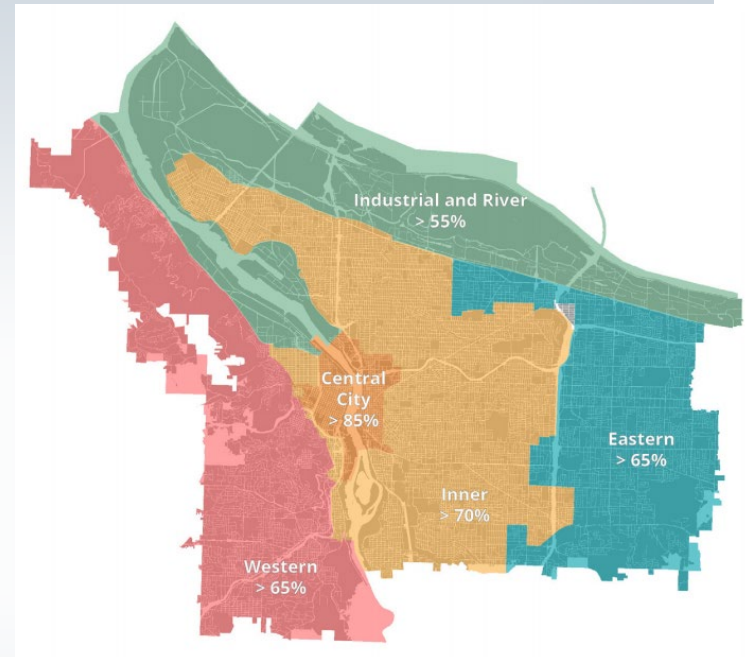 Industrial and River
> 55%
Central
City
> 85%
Eastern
> 65%
Inner
> 70%
Western
> 65%